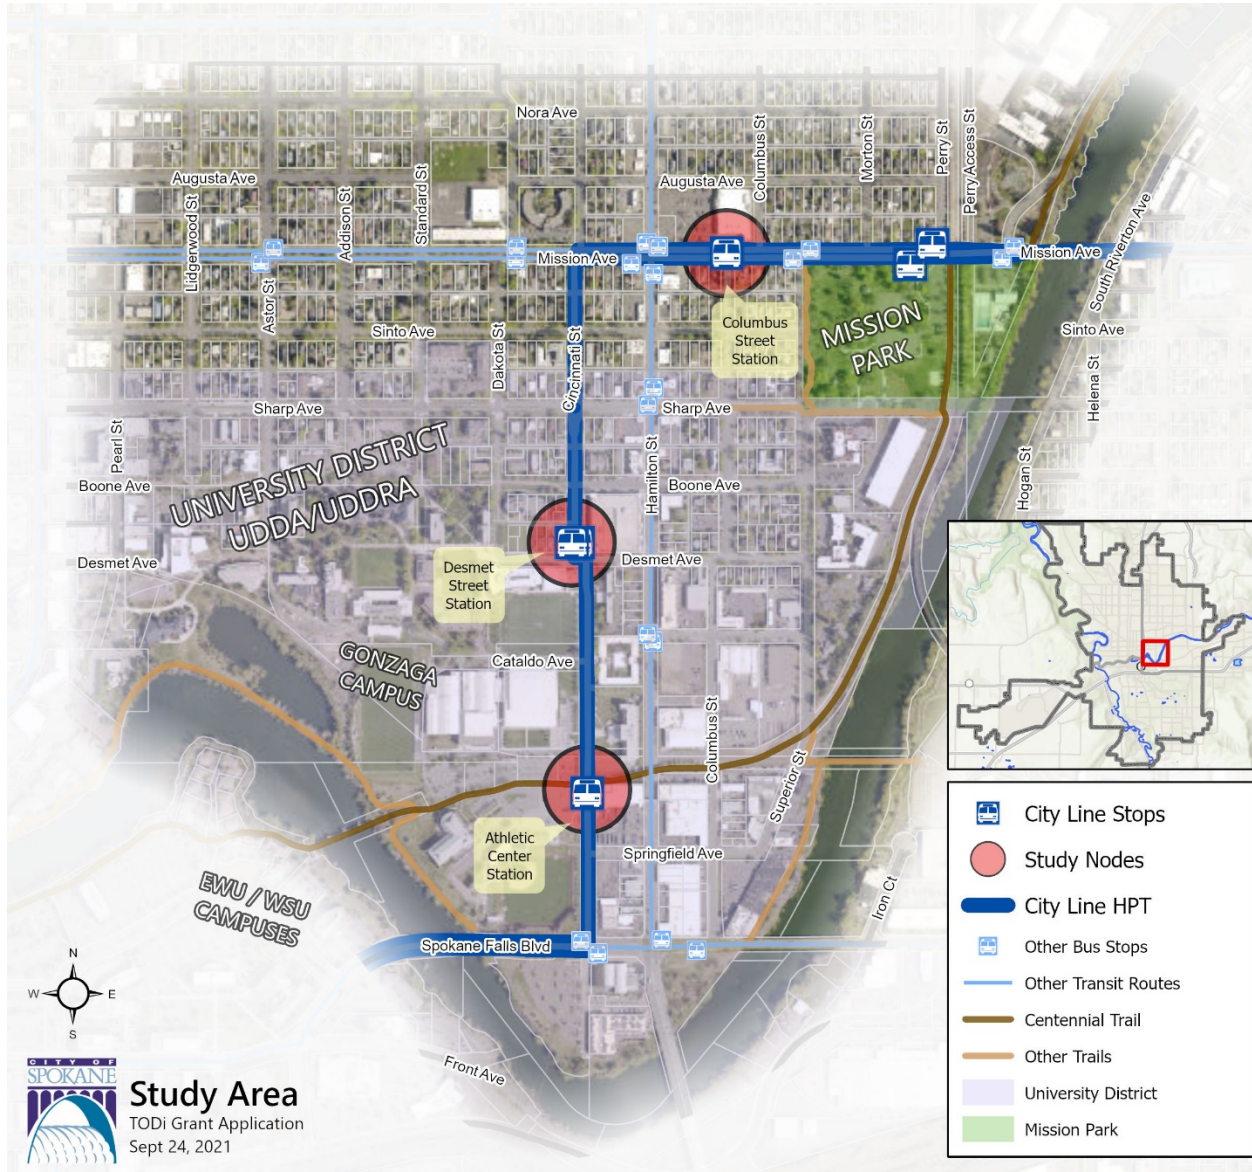 Nora Ave
Columbus St
Morton St
Perry St
Perry Access St
Augusta Ave
Augusta Ave
Lidgerwood St
Addison St
Standard St
South Riverton Ave
Mission Ave
Mission Ave
Astor St
Columbus
Street
Station
MISSION
PARK
Sinto Ave
Sinto Ave
Dakota St
Cincinnati St
Helena St
Sharp Ave
Sharp Ave
Pearl St
UNIVERSITY DISTRICT
UDDA/UDDRA
Hamilton St
Hogan St
Boone Ave
Boone Ave
Desmet Ave
Desmet Ave
Desmet
Street
Station
GONZAGA
CAMPUS
Cataldo Ave
Columbus St
Superior St
Athletic
Center
Station
Springfield Ave
EWU / WSU
CAMPUSES
Iron Ct
Spokane Falls Blvd
Front Ave
N
W
E
S
CITY OF
SPOKANE
Study Area
TODi Grant Application
Sept 24, 2021
City Line Stops
Study Nodes
City Line HPT
Other Bus Stops
Other Transit Routes
Centennial Trail
Other Trails
University District
Mission Park